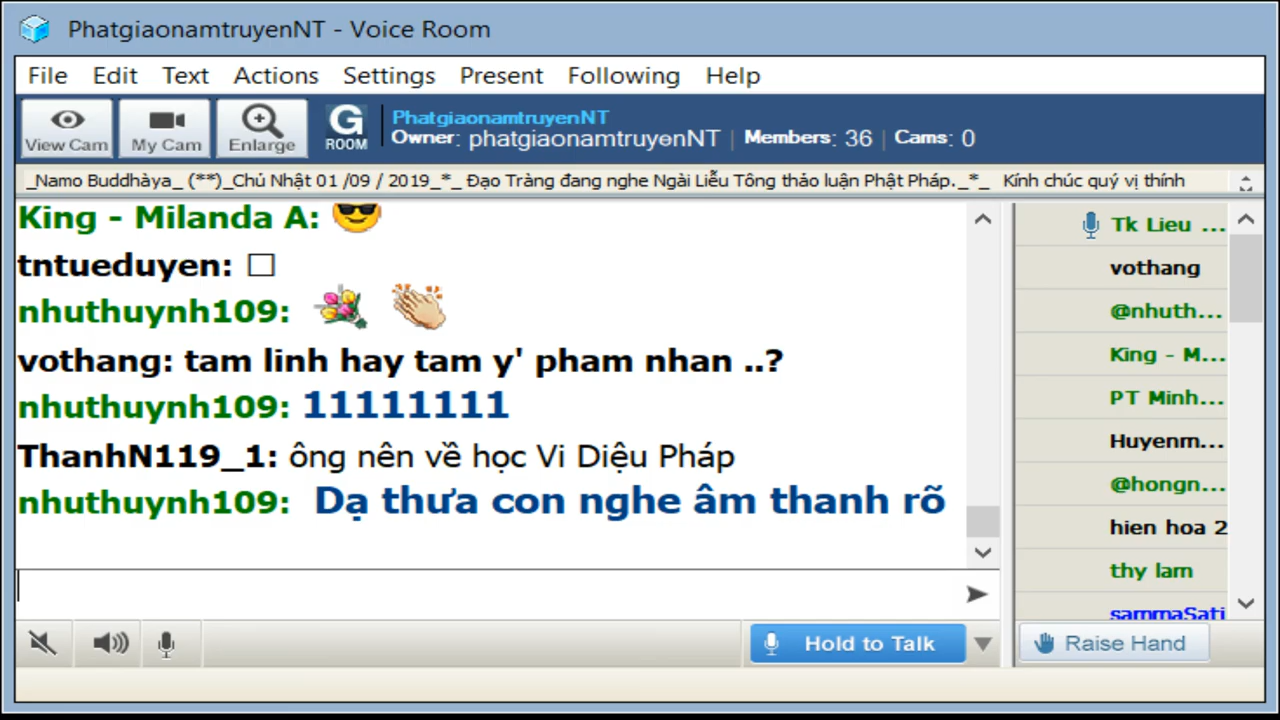 PhatgiaonamtruyenNT - Voice Room
File Edit Text Actions Settings Present Following Help
View Cam My Cam Enlarge G ROOM
PhatgiaonamtruyenNT
Owner: phatgiaonamtruyenNT | Members: 36 | Cams: 0
_Namo Buddhàya_ (**)_Chủ Nhật 01 /09 / 2019_*_ Đạo Tràng đang nghe Ngài Liễu Tông thảo luận Phật Pháp._*_ Kính chúc quý vị thính
King - Milanda A: 😎
tntueduyen: □
nhuthuynh109: 💐 👏
vothang: tam linh hay tam y' pham nhan ..?
nhuthuynh109: 11111111
ThanhN119_1: ông nên về học Vi Diệu Pháp
nhuthuynh109: Dạ thưa con nghe âm thanh rõ
Tk Lieu ...
vothang
@nhuth...
King - M...
PT Minh...
Huyenm...
@hongn...
hien hoa 2
thy lam
sammaSati
Hold to Talk
Raise Hand